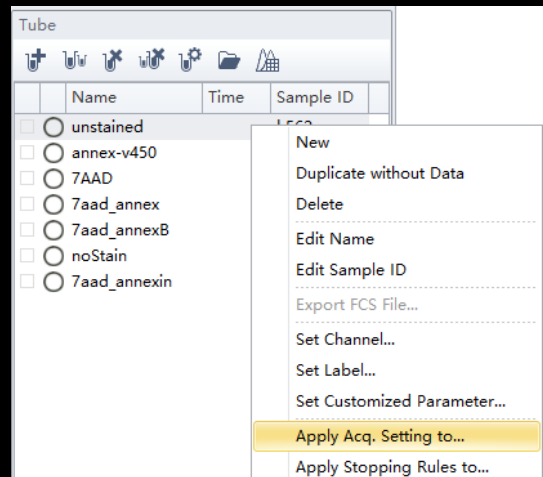 Tube
Name Time Sample ID
unstained
annex-v450
7AAD
7aad_annex
7aad_annexB
noStain
7aad_annexin
New
Duplicate without Data
Delete
Edit Name
Edit Sample ID
Export FCS File...
Set Channel...
Set Label...
Set Customized Parameter...
Apply Acq. Setting to...
Apply Stopping Rules to...